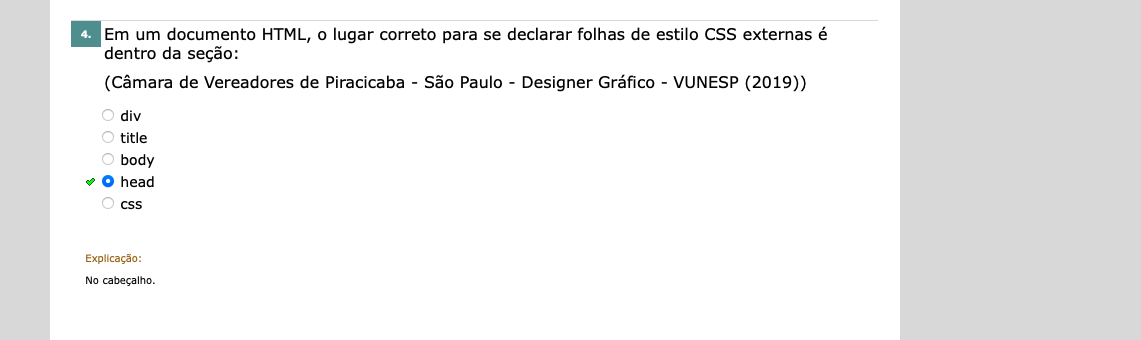 4. Em um documento HTML, o lugar correto para se declarar folhas de estilo CSS externas é
dentro da seção:
(Câmara de Vereadores de Piracicaba - São Paulo - Designer Gráfico - VUNESP (2019))
div
title
body
head
css
Explicação:
No cabeçalho.